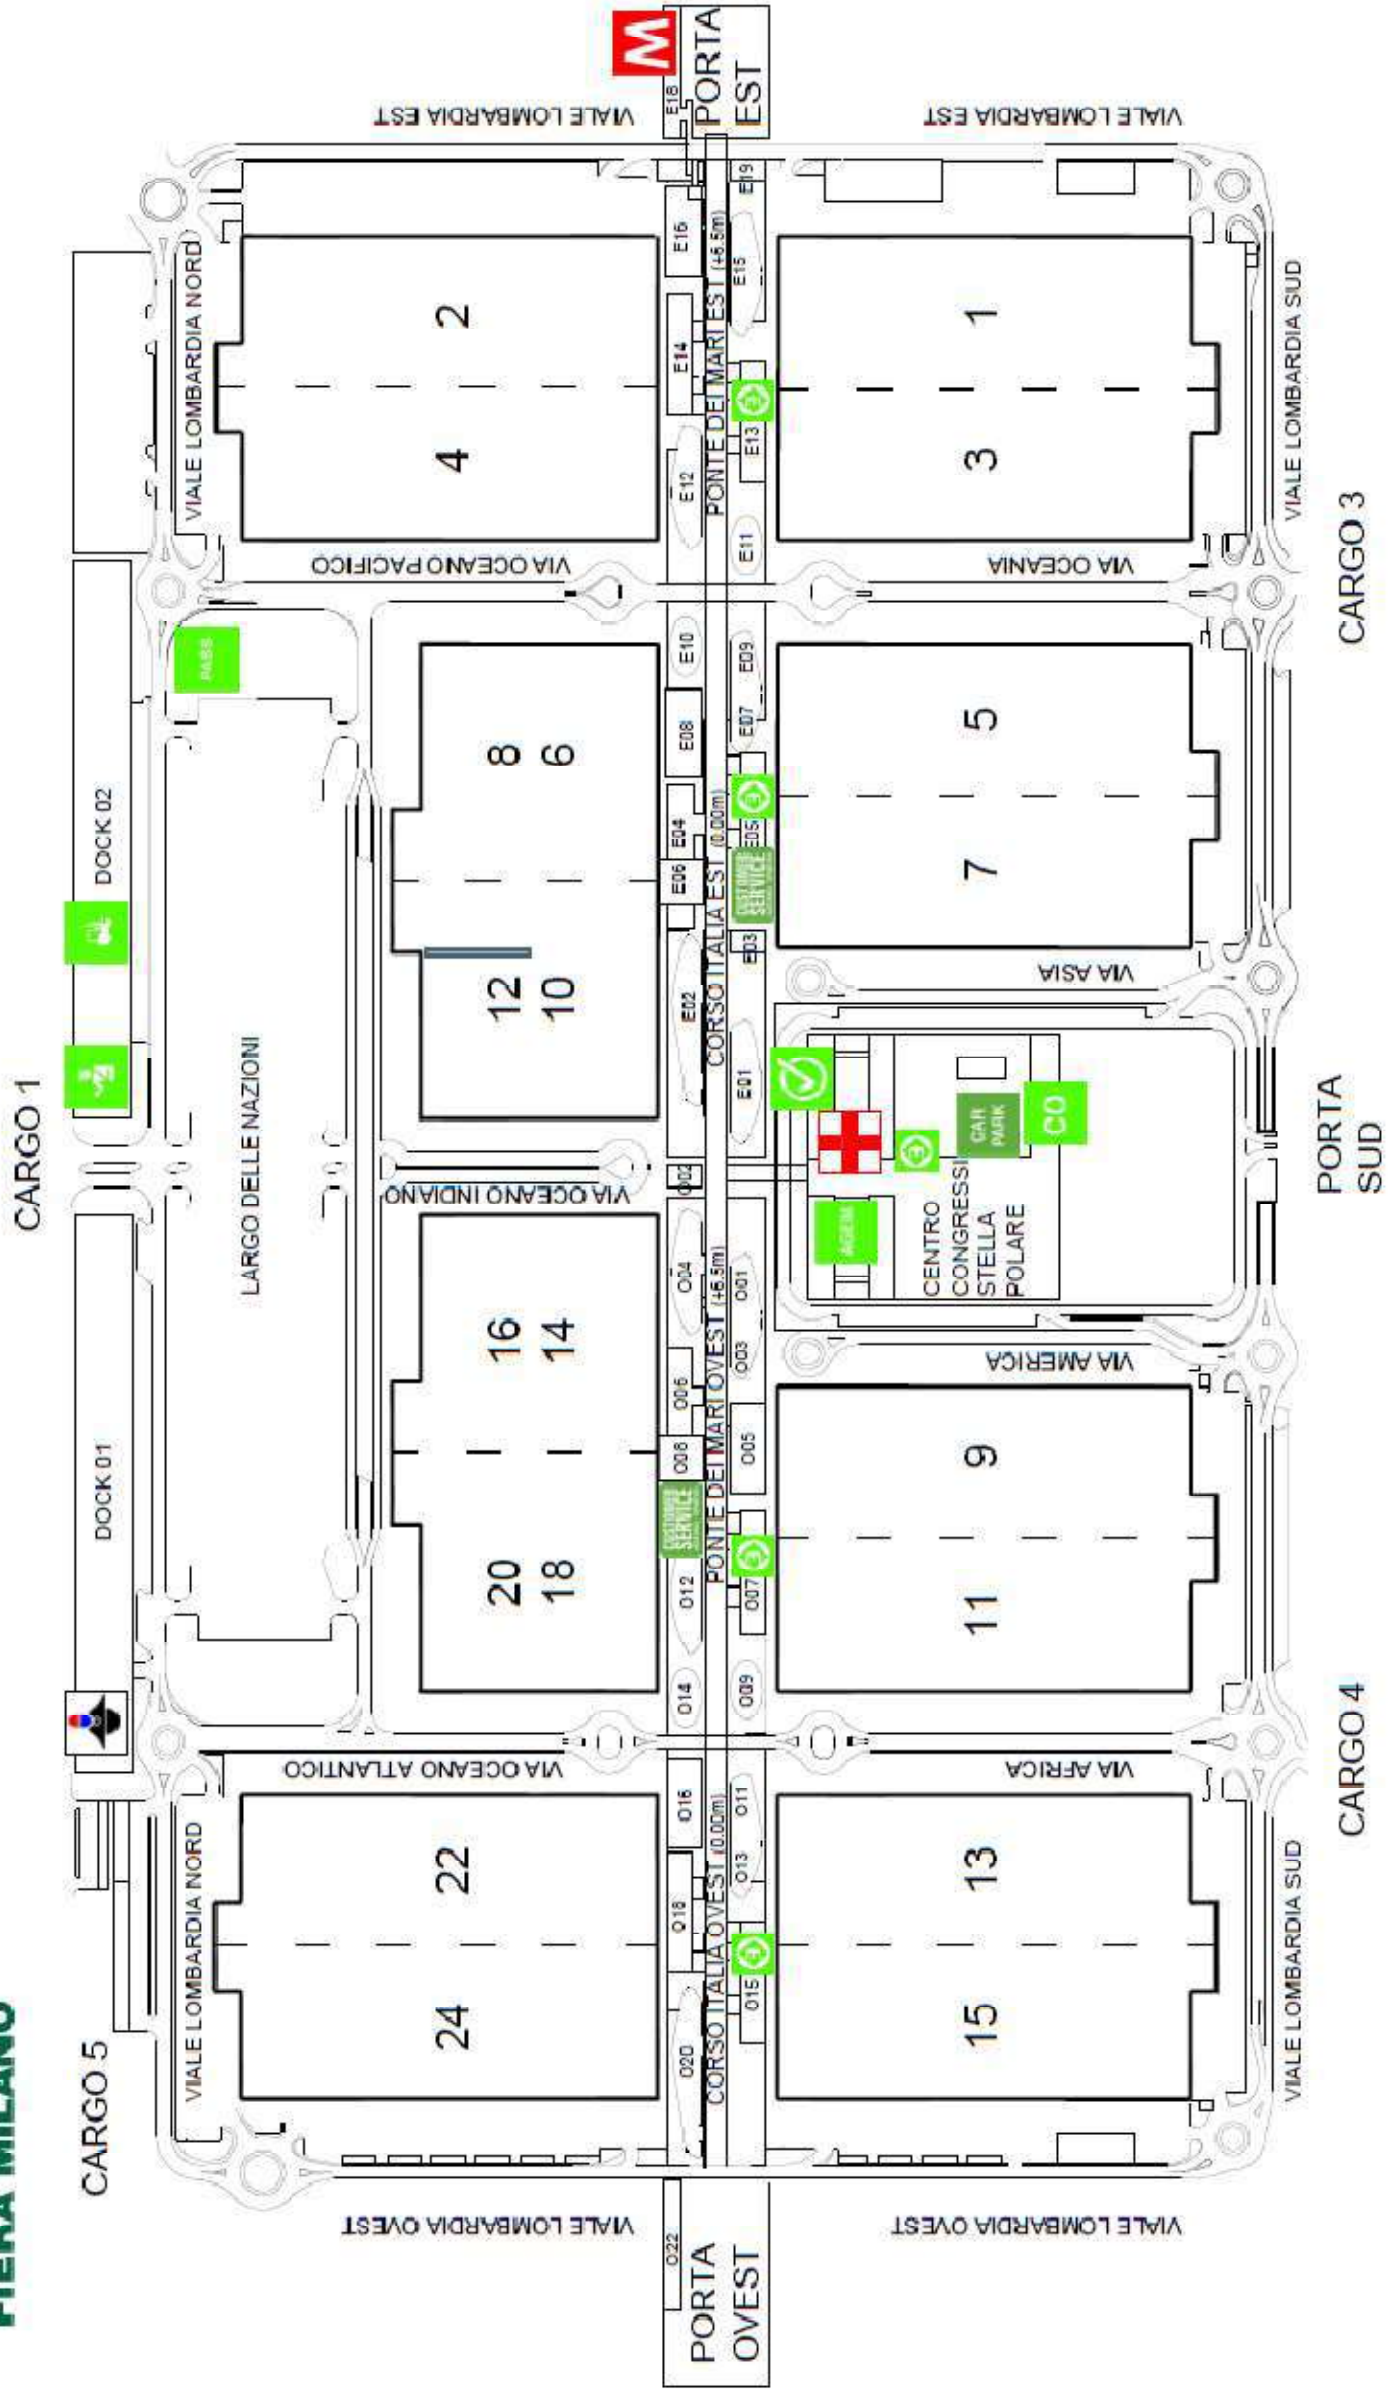 FIERA MILANO
CARGO 5
CARGO 1
DOCK 01
DOCK 02
VIALE LOMBARDIA NORD
LARGO DELLE NAZIONI
PASS
VIALE LOMBARDIA NORD
24
22
20
18
16
14
12
10
8
6
4
2
VIALE LOMBARDIA OVEST
VIA OCEANO ATLANTICO
VIA OCEANO INDIANO
VIA OCEANO PACIFICO
VIALE LOMBARDIA EST
O22
O20
O18
O16
O14
O12
CUSTOMER
SERVICE
O08
O06
O04
O02
E02
E06
E04
E08
E10
E12
E14
E16
E18
M
PORTA
OVEST
CORSO ITALIA OVEST (0.00m)
PONTE DEI MARI OVEST (+6.5m)
CORSO ITALIA EST (0.00m)
PONTE DEI MARI EST (+6.5m)
PORTA
EST
O15
O13
O11
O09
O07
O05
O03
O01
E01
E03
CUSTOMER
SERVICE
E05
E07
E09
E11
E13
E15
E19
15
13
11
9
AGEM
CENTRO
CONGRESSI
STELLA
POLARE
CAR
PARK
CO
7
5
3
1
VIALE LOMBARDIA OVEST
VIA AFRICA
VIA AMERICA
VIA ASIA
VIA OCEANIA
VIALE LOMBARDIA EST
VIALE LOMBARDIA SUD
VIALE LOMBARDIA SUD
CARGO 4
PORTA
SUD
CARGO 3